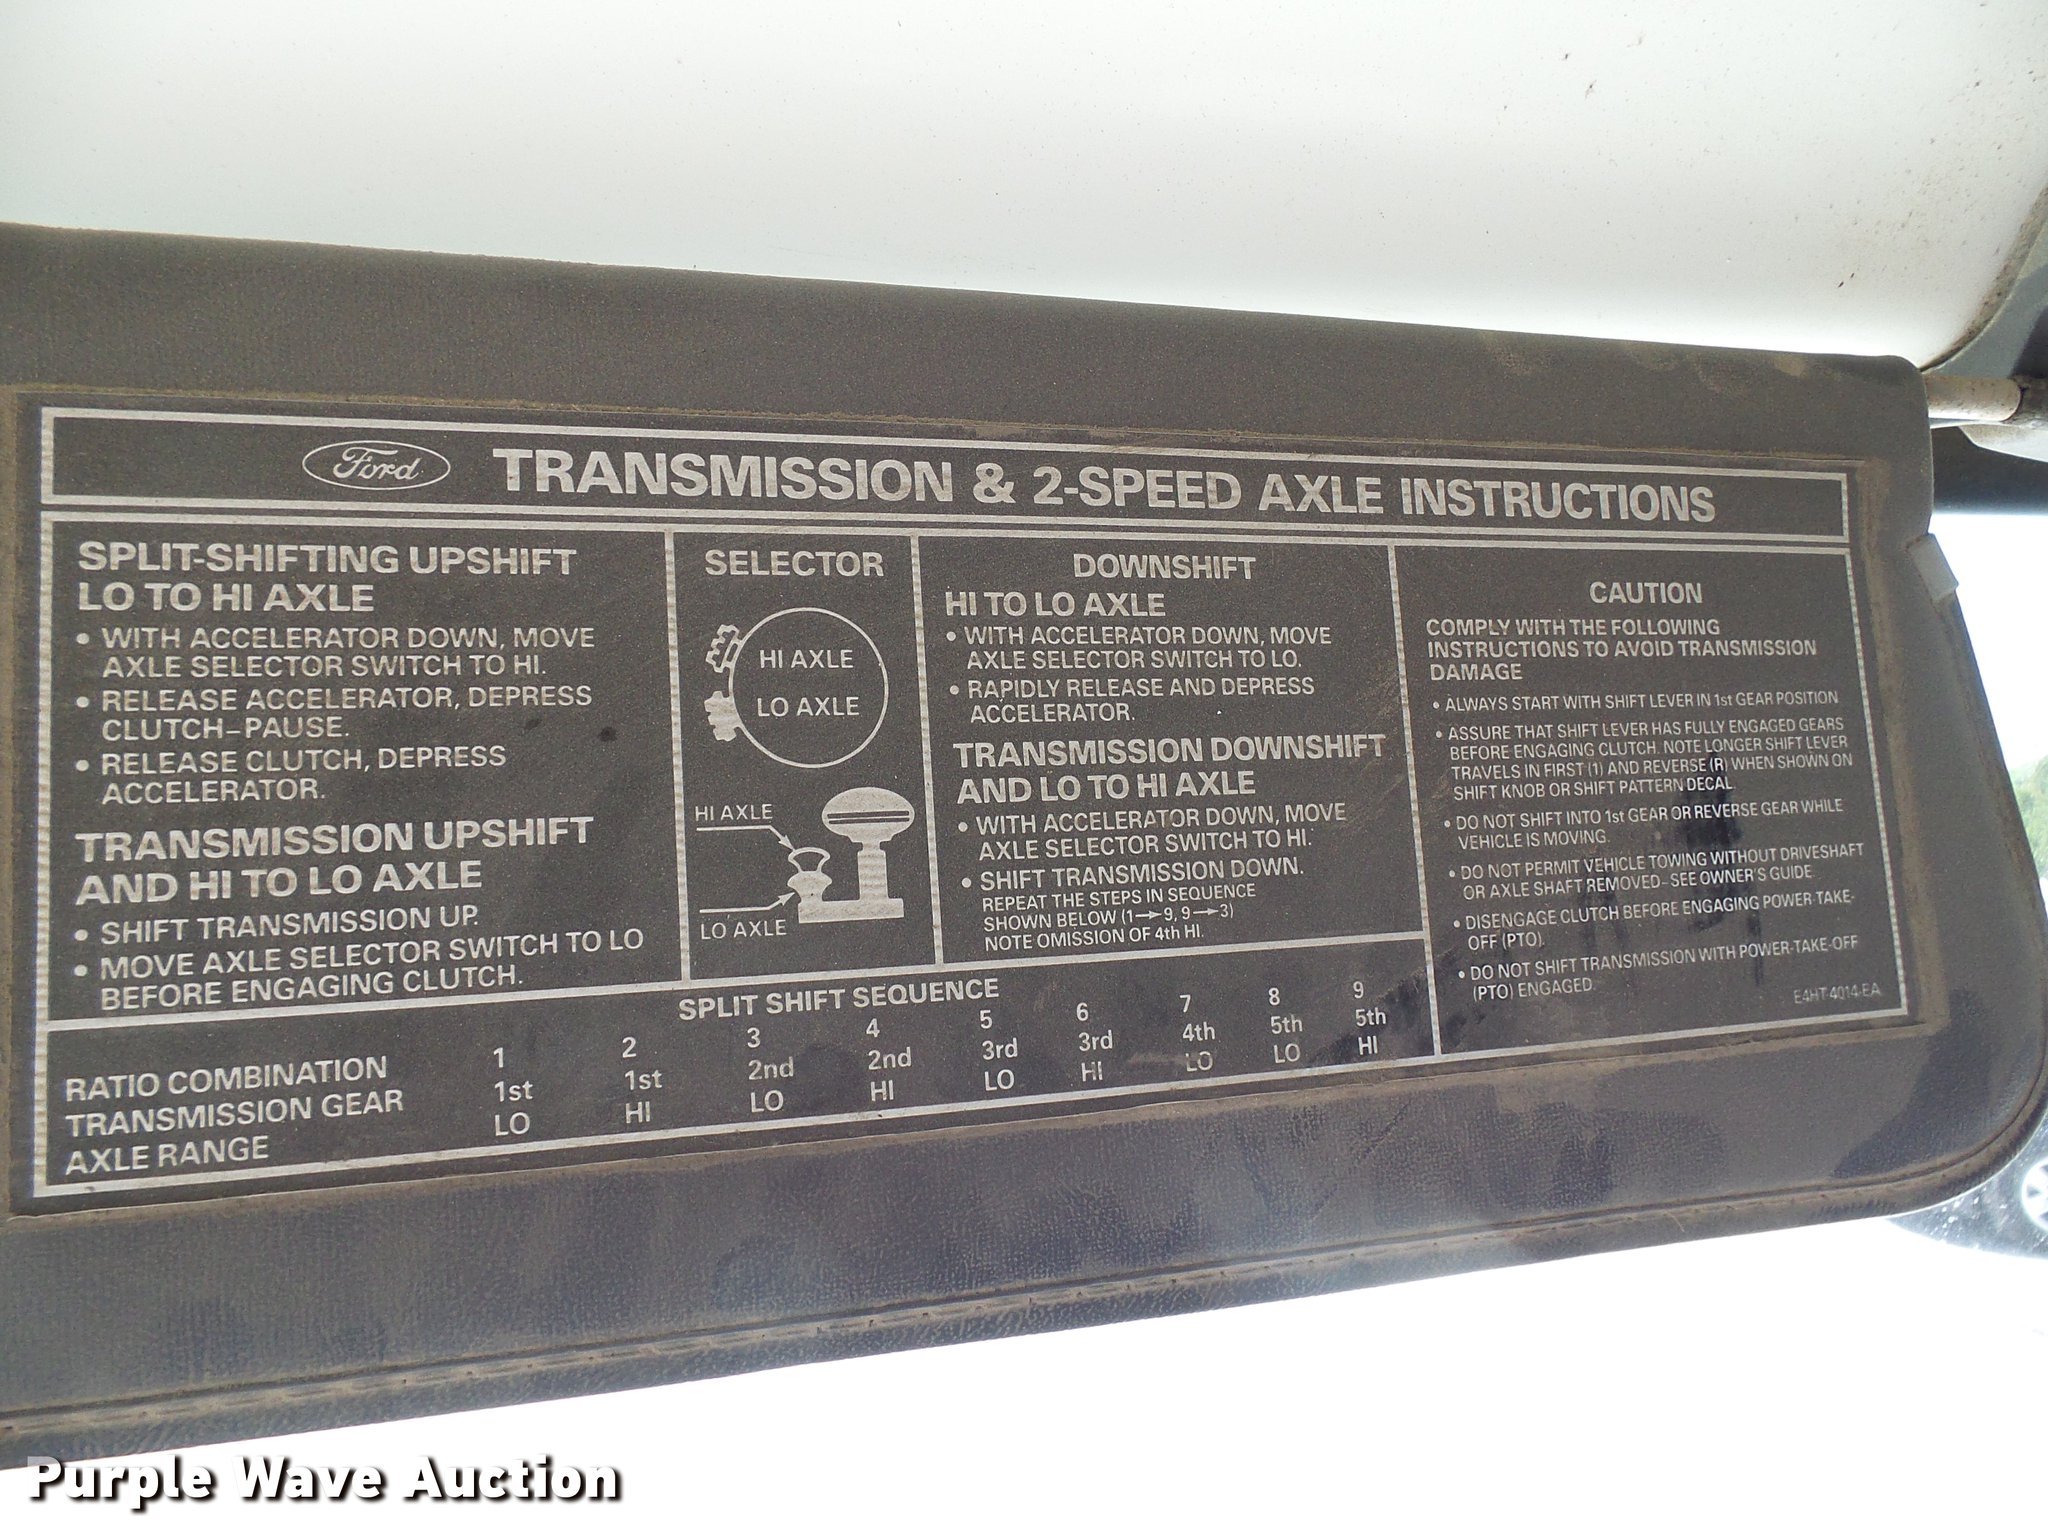 Ford TRANSMISSION & 2-SPEED AXLE INSTRUCTIONS
SPLIT-SHIFTING UPSHIFT
LO TO HI AXLE
• WITH ACCELERATOR DOWN, MOVE
AXLE SELECTOR SWITCH TO HI.
• RELEASE ACCELERATOR, DEPRESS
CLUTCH-PAUSE.
• RELEASE CLUTCH, DEPRESS
ACCELERATOR.
TRANSMISSION UPSHIFT
AND HI TO LO AXLE
• SHIFT TRANSMISSION UP.
• MOVE AXLE SELECTOR SWITCH TO LO
BEFORE ENGAGING CLUTCH.
SELECTOR
HI AXLE
LO AXLE
HI AXLE
LO AXLE
DOWNSHIFT
HI TO LO AXLE
• WITH ACCELERATOR DOWN, MOVE
AXLE SELECTOR SWITCH TO LO.
• RAPIDLY RELEASE AND DEPRESS
ACCELERATOR.
TRANSMISSION DOWNSHIFT
AND LO TO HI AXLE
• WITH ACCELERATOR DOWN, MOVE
AXLE SELECTOR SWITCH TO HI.
• SHIFT TRANSMISSION DOWN.
REPEAT THE STEPS IN SEQUENCE
SHOWN BELOW (1→9, 9→3)
NOTE OMISSION OF 4th HI.
CAUTION
COMPLY WITH THE FOLLOWING
INSTRUCTIONS TO AVOID TRANSMISSION
DAMAGE
• ALWAYS START WITH SHIFT LEVER IN 1st GEAR POSITION
• ASSURE THAT SHIFT LEVER HAS FULLY ENGAGED GEARS
BEFORE ENGAGING CLUTCH. NOTE LONGER SHIFT LEVER
TRAVELS IN FIRST (1) AND REVERSE (R) WHEN SHOWN ON
SHIFT KNOB OR SHIFT PATTERN DECAL.
• DO NOT SHIFT INTO 1st GEAR OR REVERSE GEAR WHILE
VEHICLE IS MOVING.
• DO NOT PERMIT VEHICLE TOWING WITHOUT DRIVESHAFT
OR AXLE SHAFT REMOVED-SEE OWNER'S GUIDE
• DISENGAGE CLUTCH BEFORE ENGAGING POWER-TAKE-
OFF (PTO).
• DO NOT SHIFT TRANSMISSION WITH POWER-TAKE-OFF
(PTO) ENGAGED.
E4HT-4014-EA
SPLIT SHIFT SEQUENCE
RATIO COMBINATION 1 2 3 4 5 6 7 8 9
TRANSMISSION GEAR 1st 1st 2nd 2nd 3rd 3rd 4th 5th 5th
AXLE RANGE LO HI LO HI LO HI LO LO HI
Purple Wave Auction